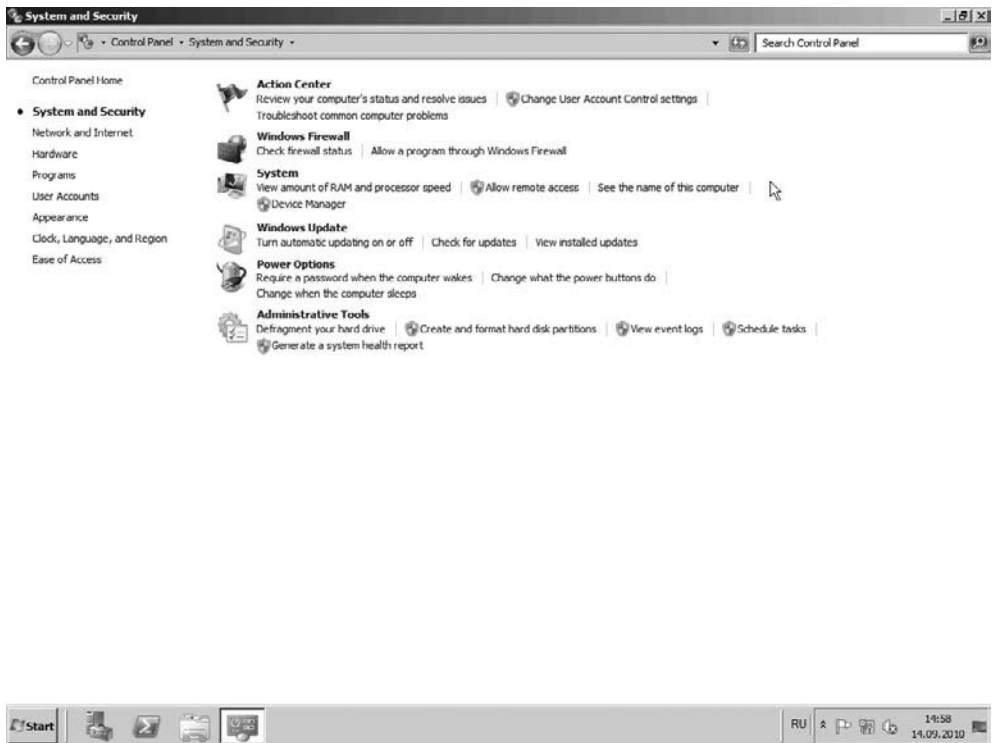 System and Security
Control Panel
System and Security
Search Control Panel
Control Panel Home
System and Security
Network and Internet
Hardware
Programs
User Accounts
Appearance
Clock, Language, and Region
Ease of Access
Action Center
Review your computer's status and resolve issues | Change User Account Control settings
Troubleshoot common computer problems
Windows Firewall
Check firewall status | Allow a program through Windows Firewall
System
View amount of RAM and processor speed | Allow remote access | See the name of this computer
Device Manager
Windows Update
Turn automatic updating on or off | Check for updates | View installed updates
Power Options
Require a password when the computer wakes | Change what the power buttons do
Change when the computer sleeps
Administrative Tools
Defragment your hard drive | Create and format hard disk partitions | View event logs | Schedule tasks
Generate a system health report
Start
RU
14:58
14.09.2010